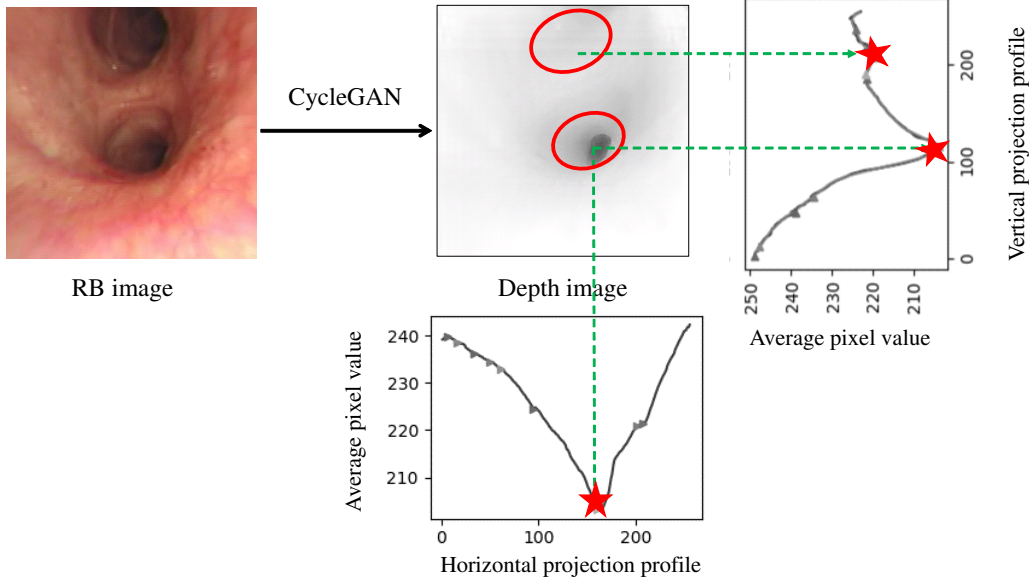 CycleGAN
RB image
Depth image
Vertical projection profile
200
100
0
250
240
230
220
210
Average pixel value
Average pixel value
240
230
220
210
0
100
200
Horizontal projection profile